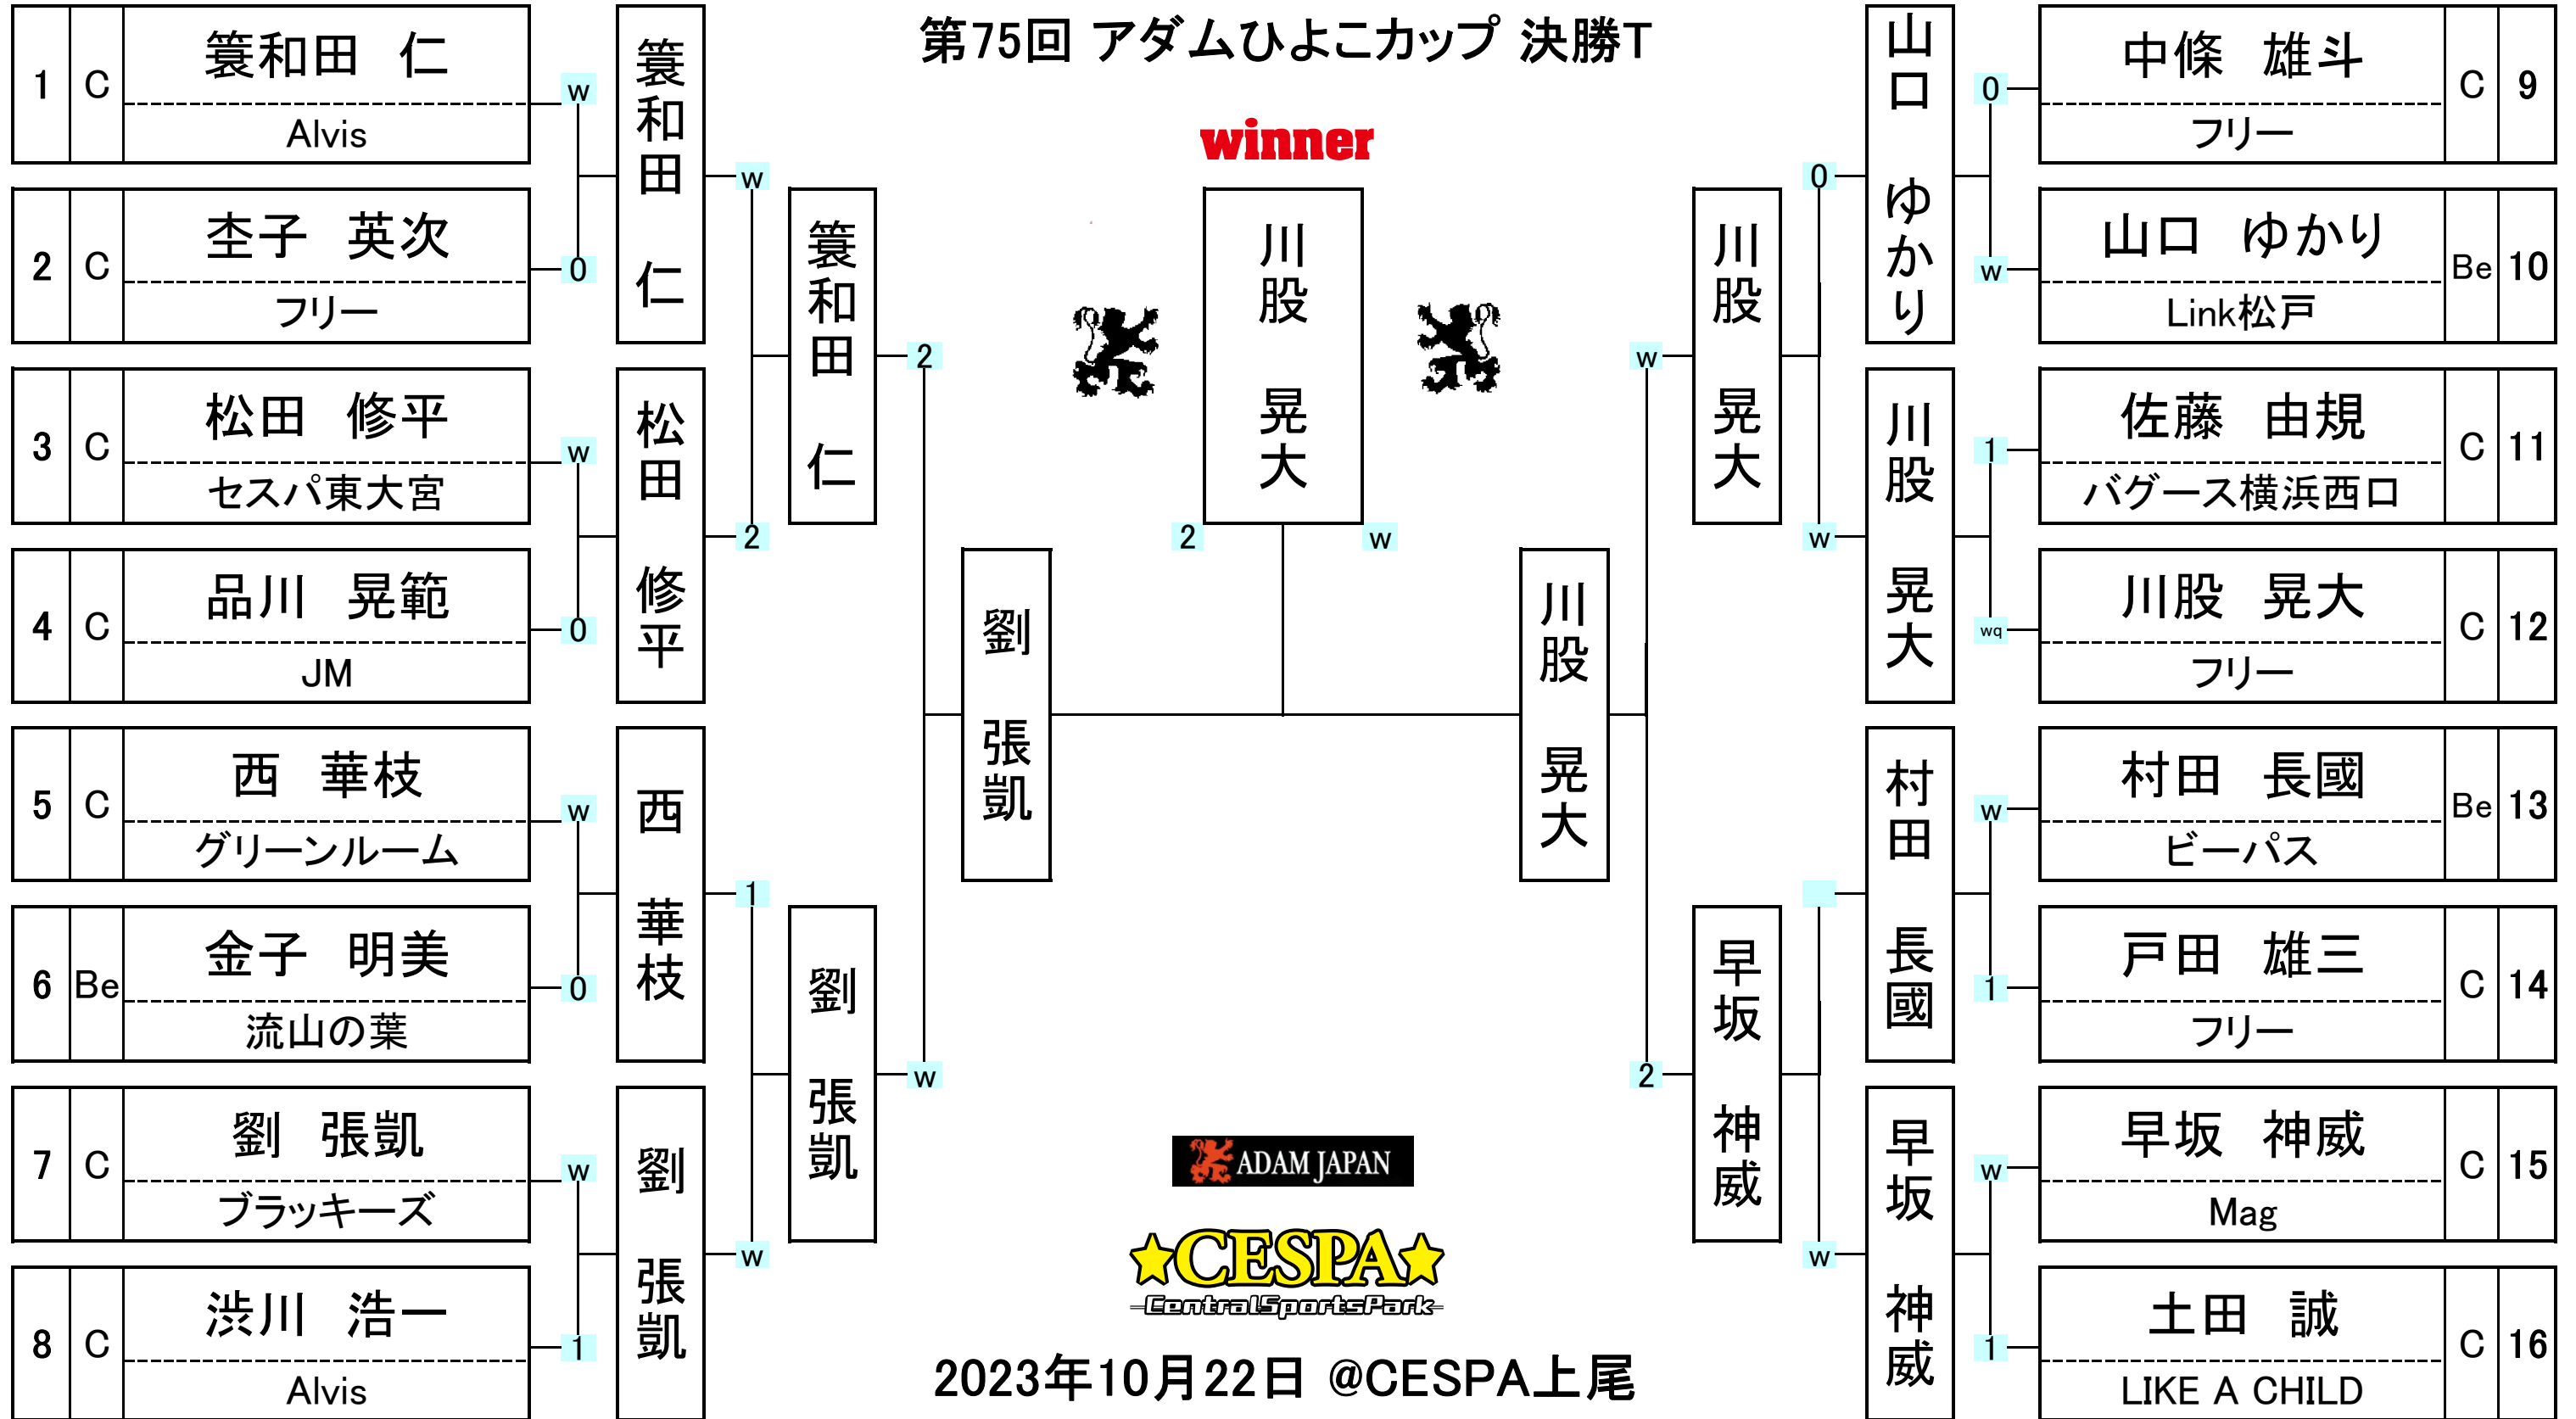 第75回 アダムひよこカップ 決勝T
winner
1 C 簑和田 仁
Alvis
w
2 C 杢子 英次
フリー
0
3 C 松田 修平
セスパ東大宮
w
4 C 品川 晃範
JM
0
5 C 西 華枝
グリーンルーム
w
6 Be 金子 明美
流山の葉
0
7 C 劉 張凱
ブラッキーズ
w
8 C 渋川 浩一
Alvis
1
簑和田 仁
w
松田 修平
2
西 華枝
1
劉 張凱
w
簑和田 仁
2
劉 張凱
w
劉 張凱
川股 晃大
2 w
川股 晃大
川股 晃大
w
早坂 神威
2
山口 ゆかり
0
川股 晃大
w
村田 長國
早坂 神威
w
0
中條 雄斗 C 9
フリー
w
山口 ゆかり Be 10
Link松戸
1
佐藤 由規 C 11
バグース横浜西口
wq
川股 晃大 C 12
フリー
w
村田 長國 Be 13
ビーパス
1
戸田 雄三 C 14
フリー
w
早坂 神威 C 15
Mag
1
土田 誠 C 16
LIKE A CHILD
ADAM JAPAN
CESPA
CentralSportsPark
2023年10月22日 @CESPA上尾